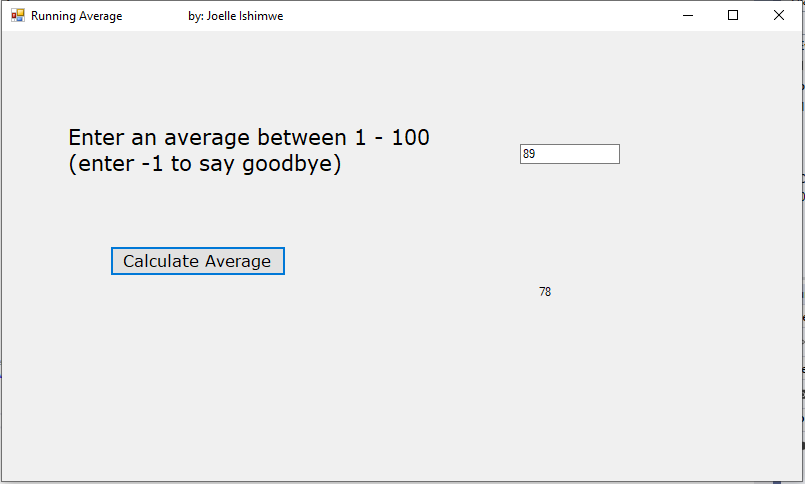 Running Average by: Joelle Ishimwe
Enter an average between 1 - 100
(enter -1 to say goodbye)
89
Calculate Average
78